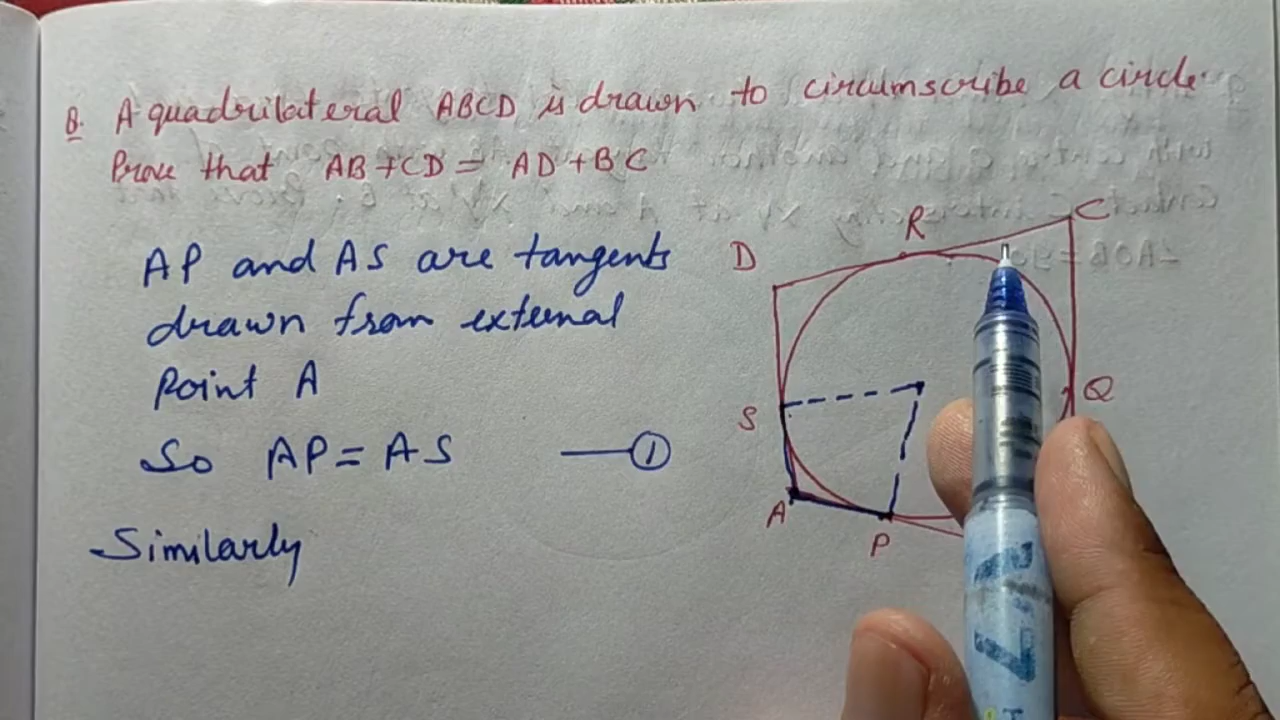 Q. A quadrilateral ABCD is drawn to circumscribe a circle.
Prove that AB+CD = AD+BC
AP and AS are tangents
drawn from external
Point A
So AP=AS —①
Similarly
D
R
C
S
Q
A
P